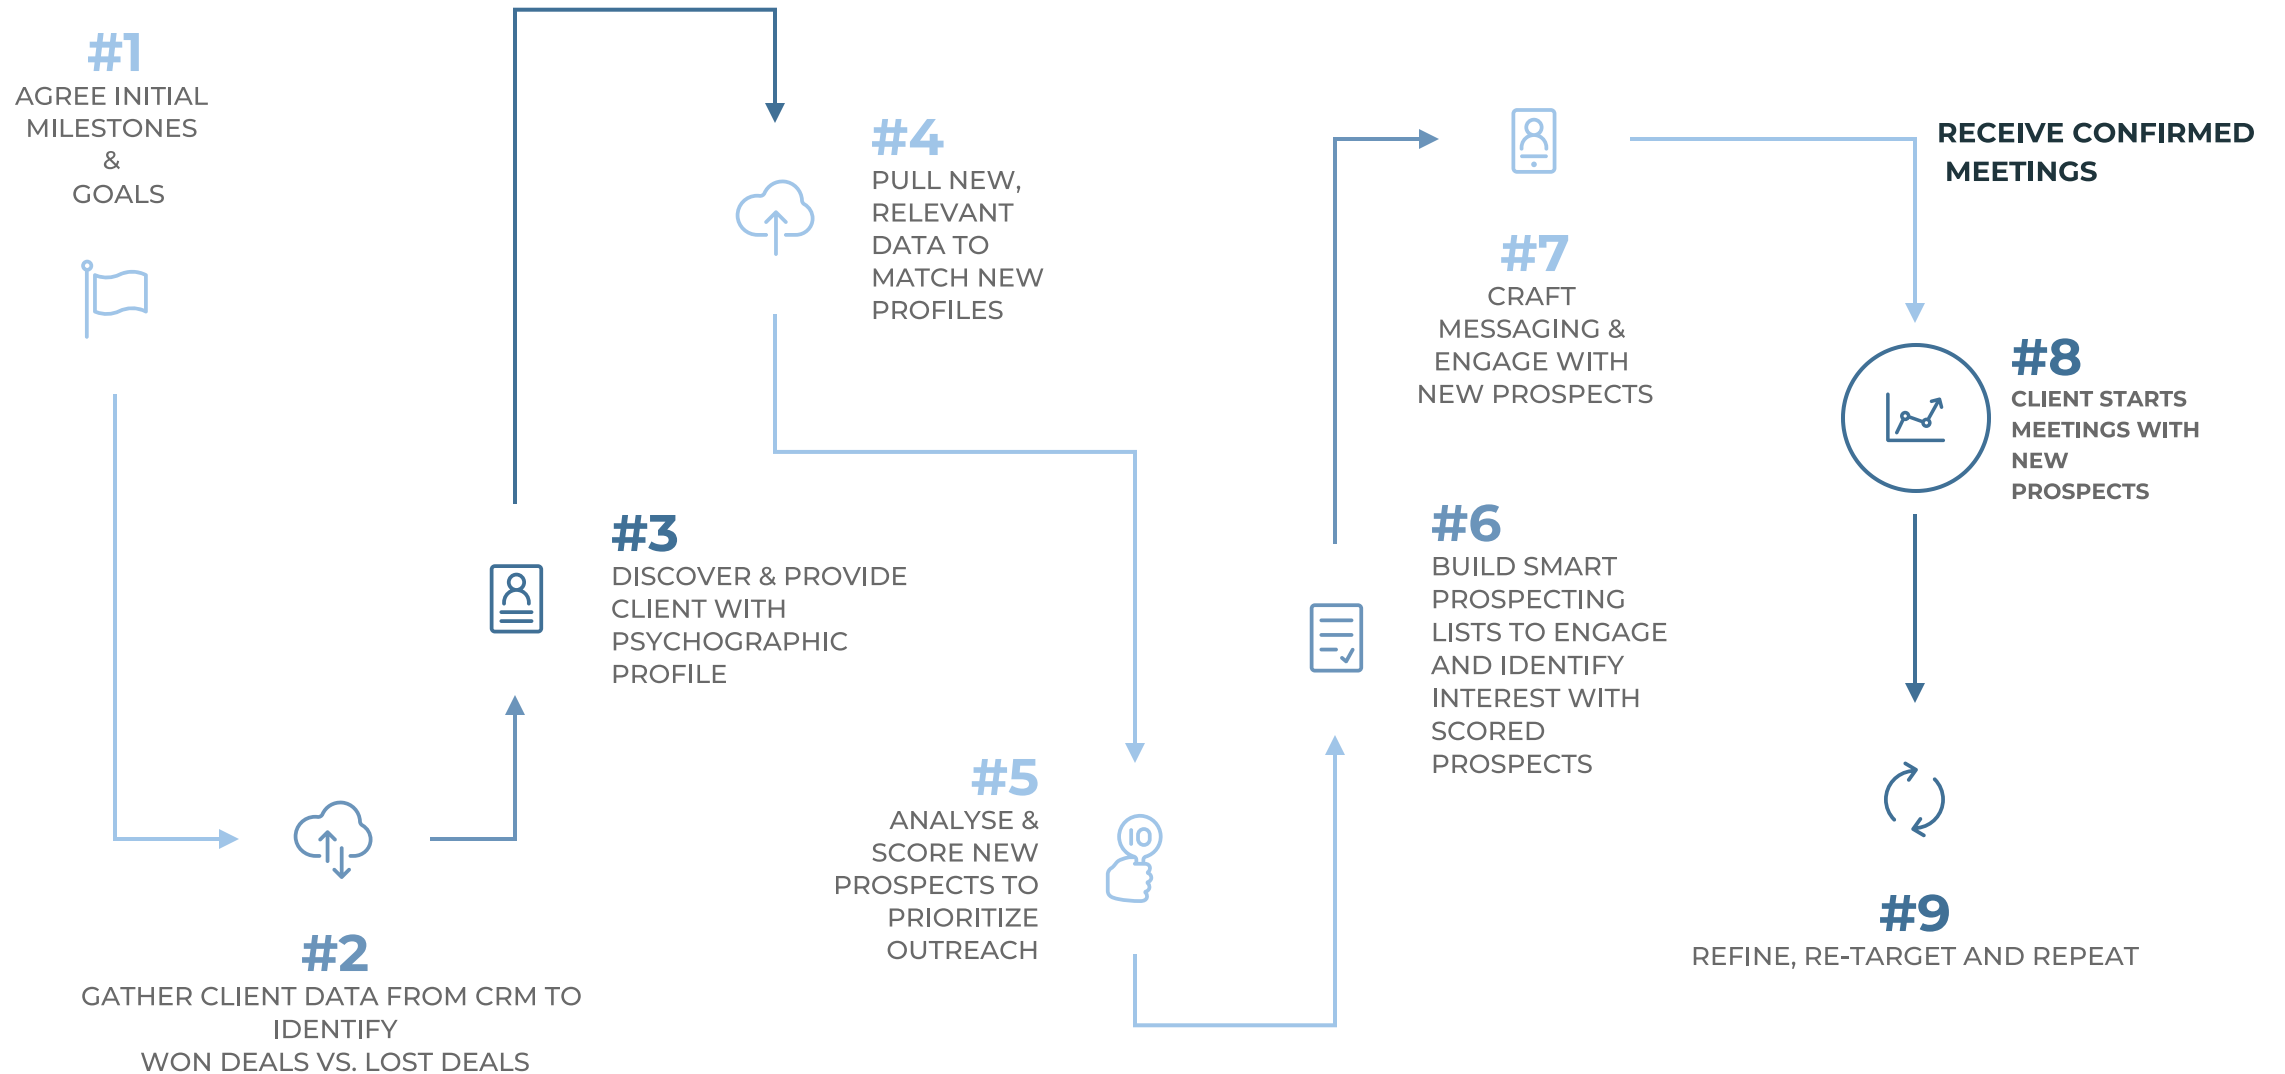 #1
AGREE INITIAL
MILESTONES
&
GOALS
#2
GATHER CLIENT DATA FROM CRM TO
IDENTIFY
WON DEALS VS. LOST DEALS
#3
DISCOVER & PROVIDE
CLIENT WITH
PSYCHOGRAPHIC
PROFILE
#4
PULL NEW,
RELEVANT
DATA TO
MATCH NEW
PROFILES
#5
ANALYSE &
SCORE NEW
PROSPECTS TO
PRIORITIZE
OUTREACH
10
#6
BUILD SMART
PROSPECTING
LISTS TO ENGAGE
AND IDENTIFY
INTEREST WITH
SCORED
PROSPECTS
#7
CRAFT
MESSAGING &
ENGAGE WITH
NEW PROSPECTS
RECEIVE CONFIRMED
MEETINGS
#8
CLIENT STARTS
MEETINGS WITH
NEW
PROSPECTS
#9
REFINE, RE-TARGET AND REPEAT